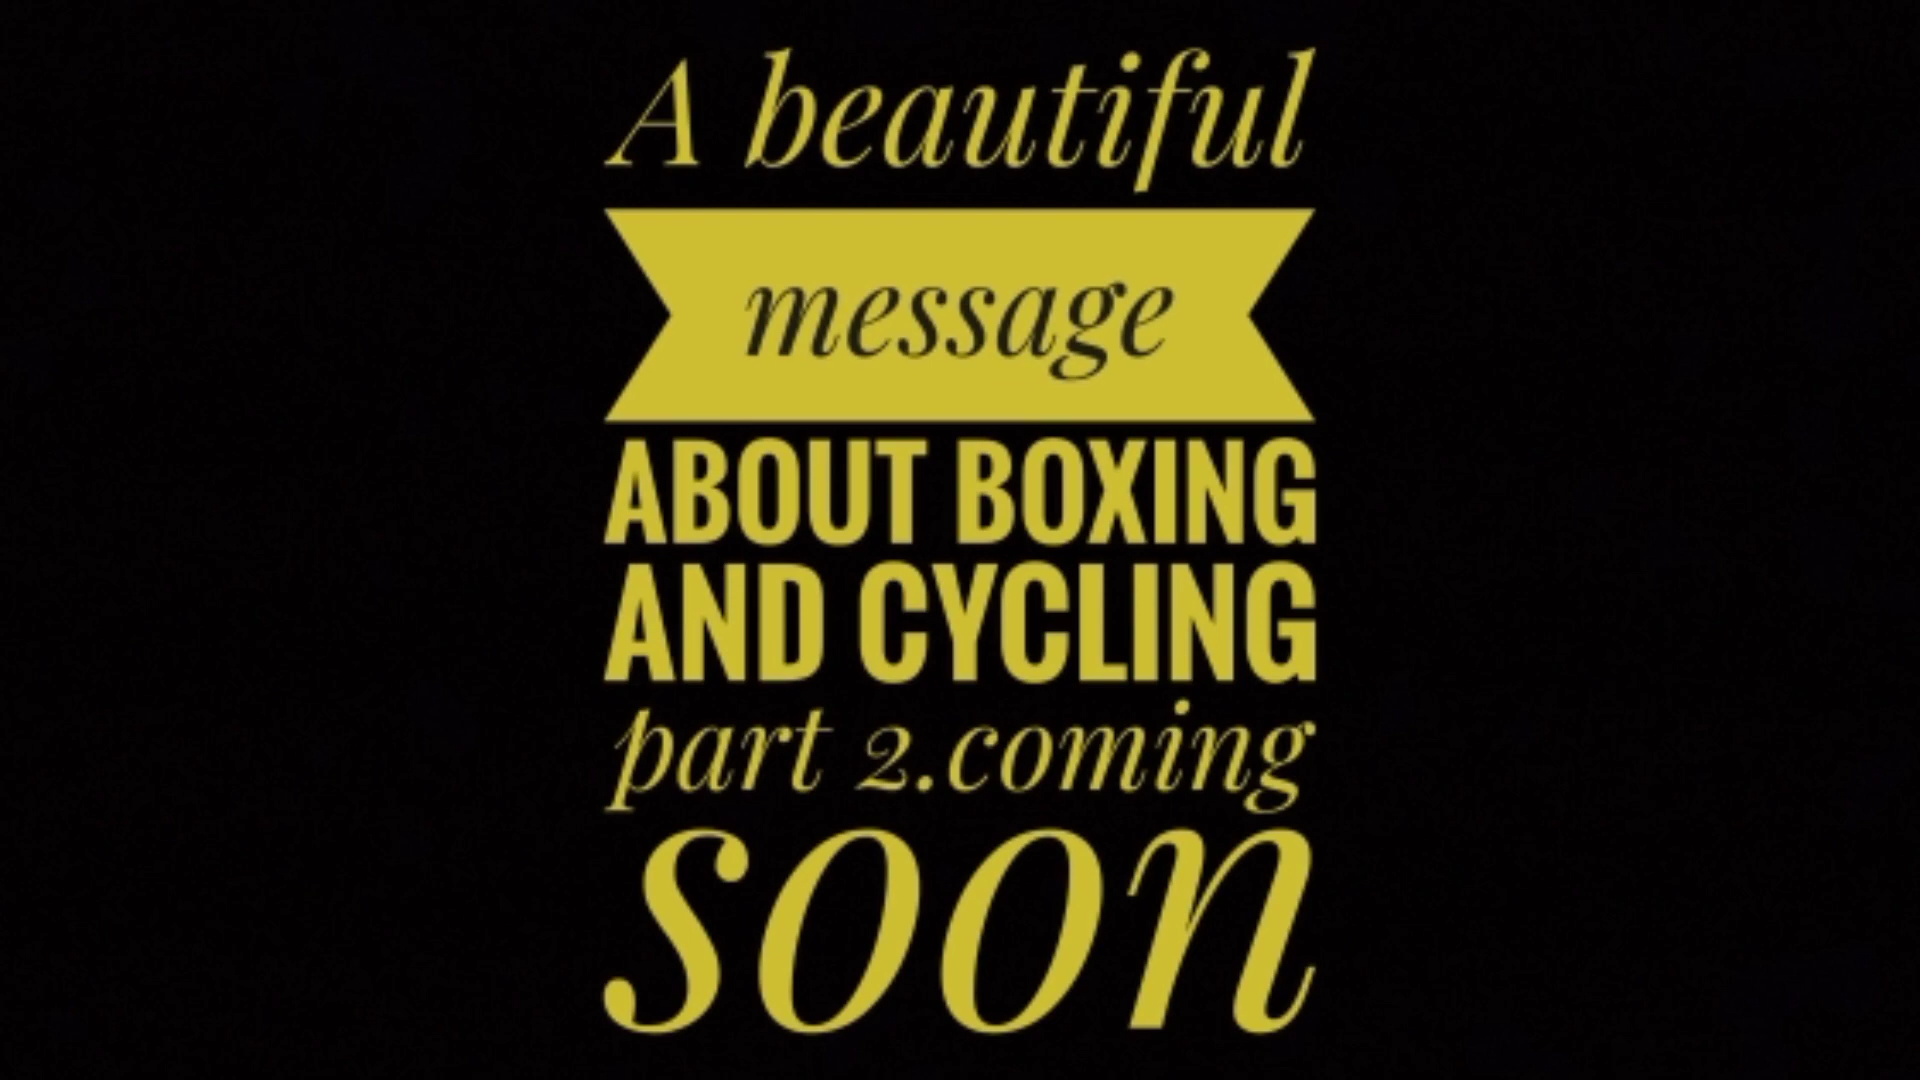 A beautiful
message
ABOUT BOXING
AND CYCLING
part 2.coming
soon